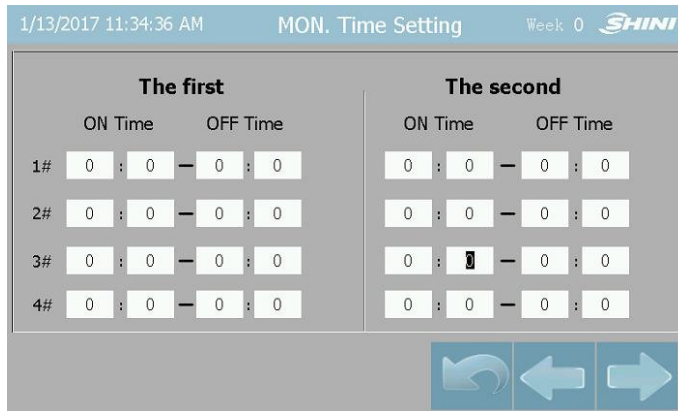 1/13/2017 11:34:36 AM MON. Time Setting Week 0 SHINI
The first The second
ON Time OFF Time ON Time OFF Time
1# 0 : 0 — 0 : 0 0 : 0 — 0 : 0
2# 0 : 0 — 0 : 0 0 : 0 — 0 : 0
3# 0 : 0 — 0 : 0 0 : 0 — 0 : 0
4# 0 : 0 — 0 : 0 0 : 0 — 0 : 0